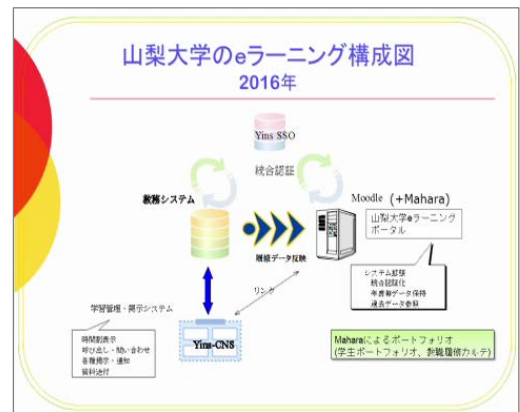 山梨大学のeラーニング構成図
2016年
Yins SSO
統合認証
教務システム
Moodle (+Mahara)
山梨大学eラーニング
ポータル
履修データ反映
システム拡張
統合認証化
年度毎データ保持
過去データ参照
リンク
学習管理・掲示システム
時間割表示
呼び出し・問い合わせ
各種掲示・通知
資料送付
Yins-CNS
Maharaによるポートフォリオ
(学生ポートフォリオ、教職履修カルテ)